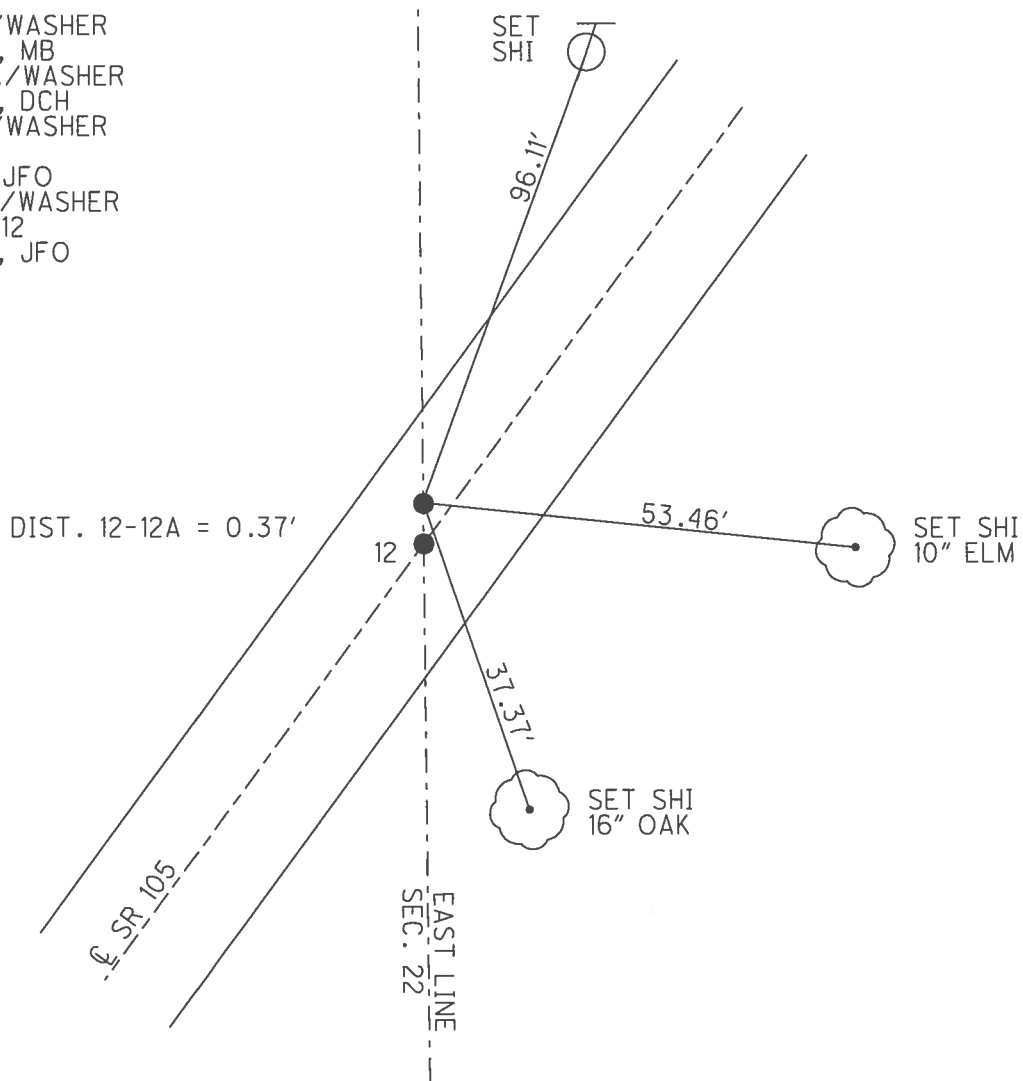 /WASHER
, MB
/WASHER
, DCH
/WASHER
JFO
/WASHER
12
, JFO
SET
SHI
96.11'
DIST. 12-12A = 0.37'
12
53.46'
SET SHI
10" ELM
37.37'
SET SHI
16" OAK
℄ SR 105
EAST LINE
SEC. 22